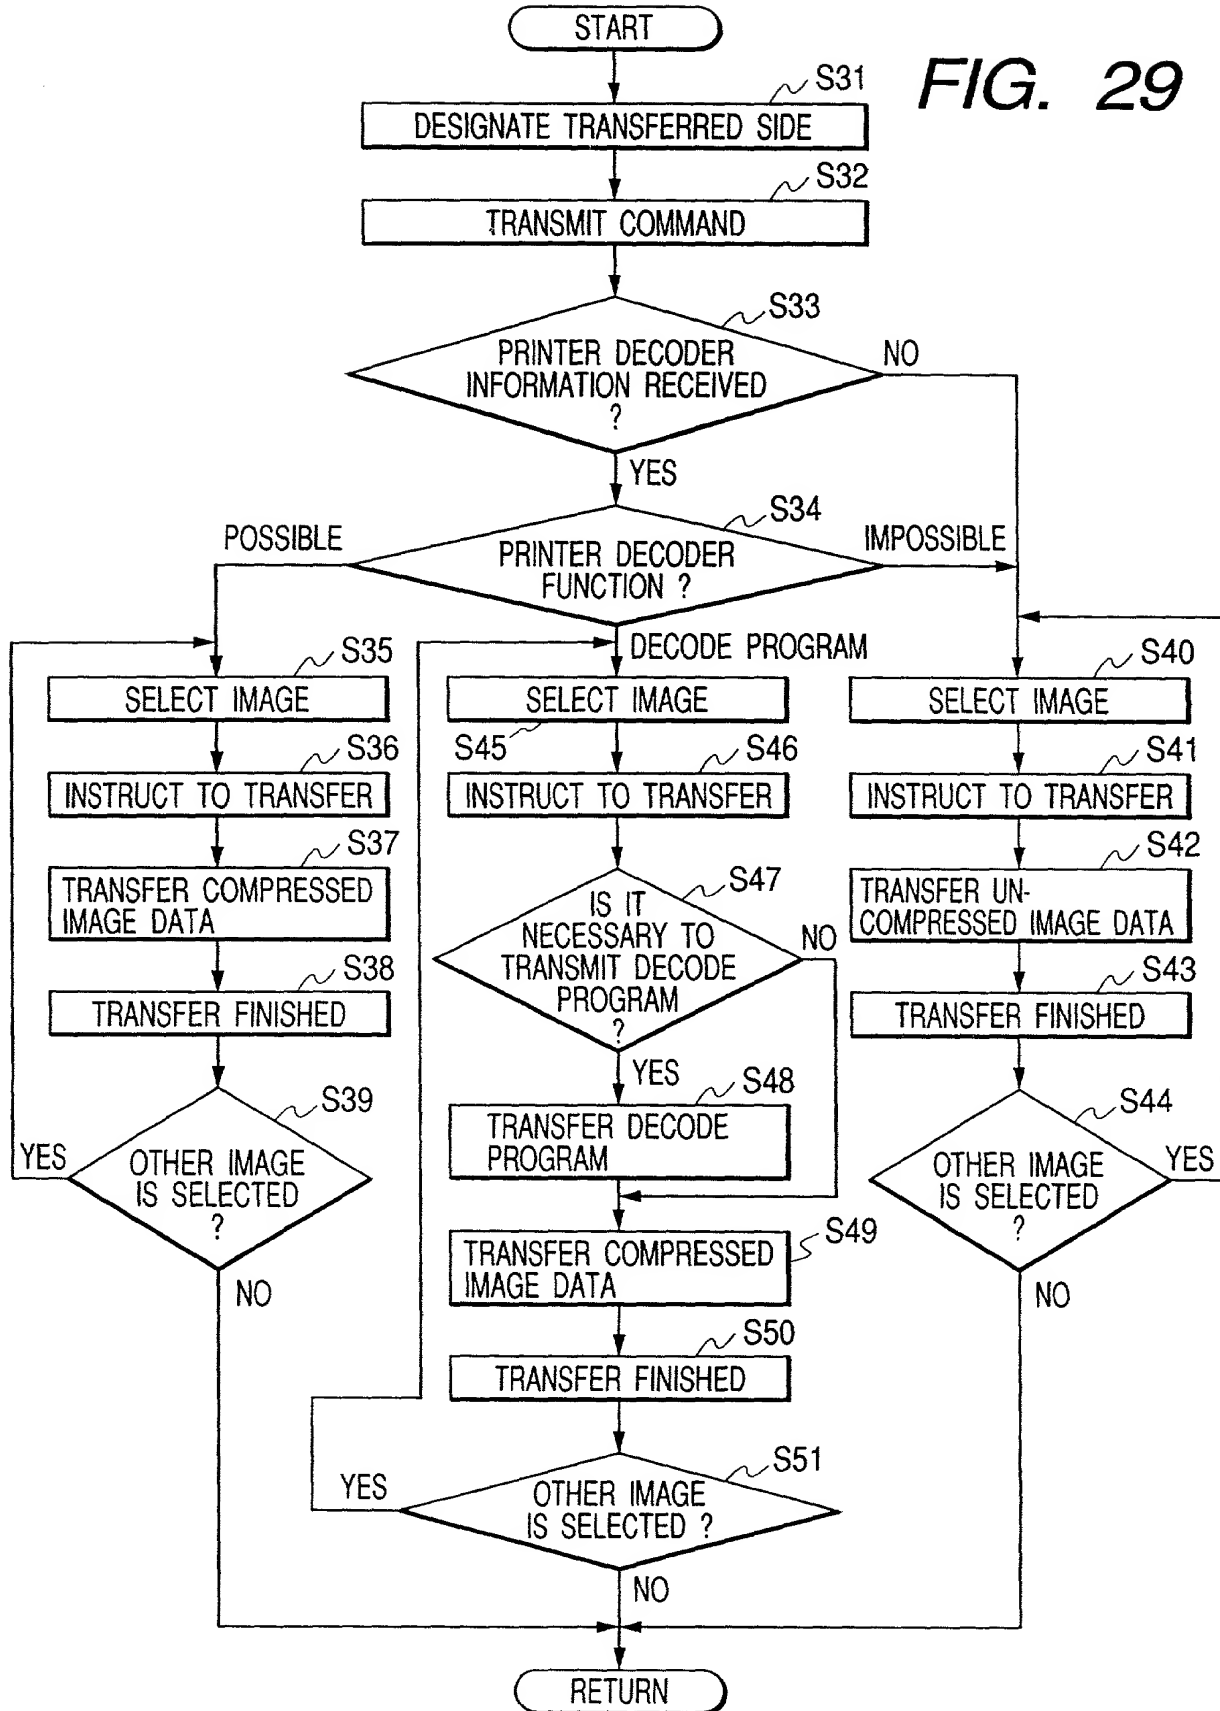 START
FIG. 29
S31
DESIGNATE TRANSFERRED SIDE
S32
TRANSMIT COMMAND
S33
PRINTER DECODER
INFORMATION RECEIVED
?
NO
YES
S34
POSSIBLE
PRINTER DECODER
FUNCTION ?
IMPOSSIBLE
DECODE PROGRAM
S35
SELECT IMAGE
S36
INSTRUCT TO TRANSFER
S37
TRANSFER COMPRESSED
IMAGE DATA
S38
TRANSFER FINISHED
S39
YES
OTHER IMAGE
IS SELECTED
?
NO
SELECT IMAGE
S45
S46
INSTRUCT TO TRANSFER
S47
IS IT
NECESSARY TO
TRANSMIT DECODE
PROGRAM
?
NO
YES
S48
TRANSFER DECODE
PROGRAM
S49
TRANSFER COMPRESSED
IMAGE DATA
S50
TRANSFER FINISHED
S51
YES
OTHER IMAGE
IS SELECTED ?
NO
S40
SELECT IMAGE
S41
INSTRUCT TO TRANSFER
S42
TRANSFER UN-
COMPRESSED IMAGE DATA
S43
TRANSFER FINISHED
S44
OTHER IMAGE
IS SELECTED
?
YES
NO
RETURN